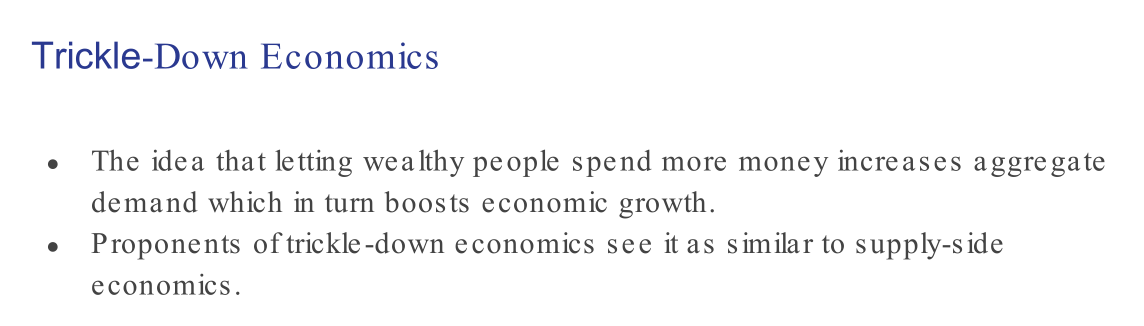 Trickle-Down Economics
● The idea that letting wealthy people spend more money increases aggregate
demand which in turn boosts economic growth.
● Proponents of trickle-down economics see it as similar to supply-side
economics.